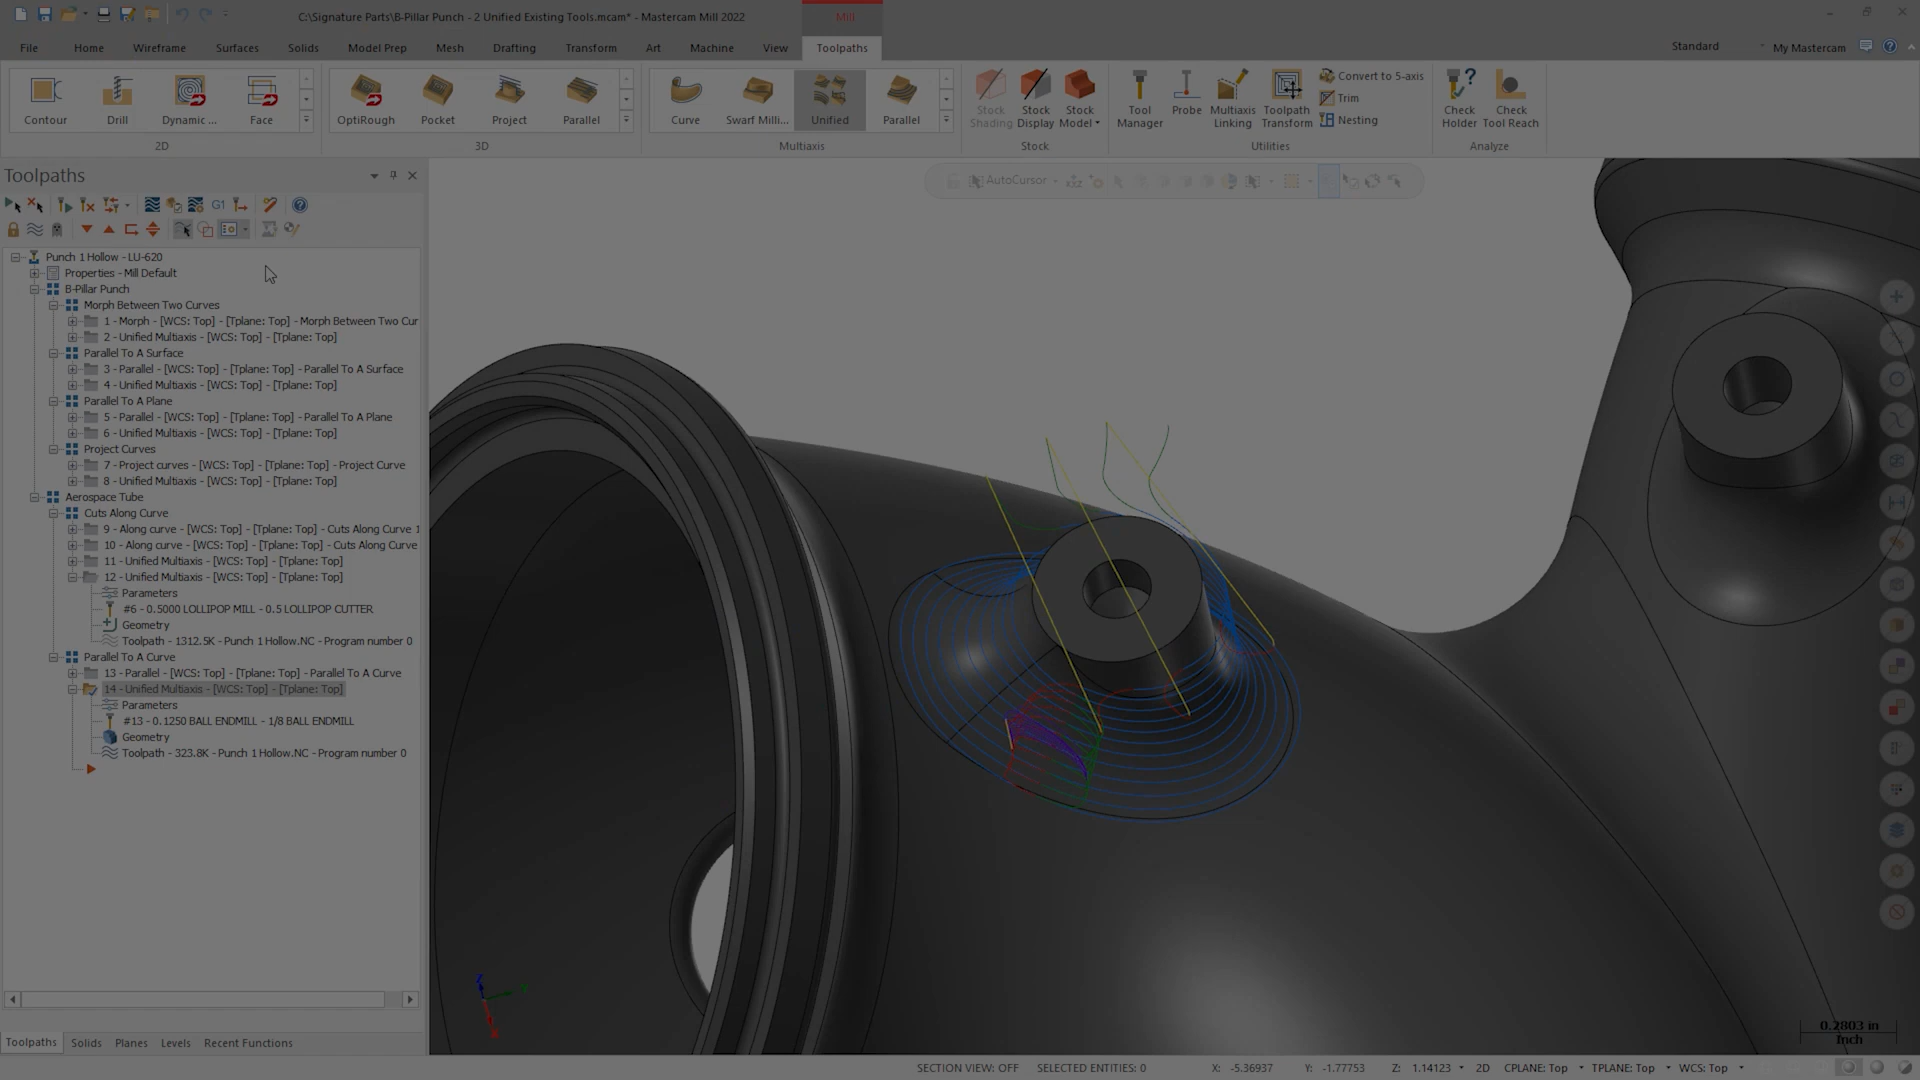 C:\Signature Parts\B-Pillar Punch - 2 Unified Existing Tools.mcam* - Mastercam Mill 2022
Mill
File Home Wireframe Surfaces Solids Model Prep Mesh Drafting Transform Art Machine View Toolpaths
Standard My Mastercam
Contour Drill Dynamic ... Face
OptiRough Pocket Project Parallel
Curve Swarf Milli... Unified Parallel
Stock Shading Stock Display Stock Model
Tool Manager Probe Multiaxis Linking Toolpath Transform
Convert to 5-axis
Trim
Nesting
Check Holder Check Tool Reach
2D 3D Multiaxis Stock Utilities Analyze
Toolpaths
AutoCursor
G1
Punch 1 Hollow - LU-620
Properties - Mill Default
B-Pillar Punch
Morph Between Two Curves
1 - Morph - [WCS: Top] - [Tplane: Top] - Morph Between Two Cur
2 - Unified Multiaxis - [WCS: Top] - [Tplane: Top]
Parallel To A Surface
3 - Parallel - [WCS: Top] - [Tplane: Top] - Parallel To A Surface
4 - Unified Multiaxis - [WCS: Top] - [Tplane: Top]
Parallel To A Plane
5 - Parallel - [WCS: Top] - [Tplane: Top] - Parallel To A Plane
6 - Unified Multiaxis - [WCS: Top] - [Tplane: Top]
Project Curves
7 - Project curves - [WCS: Top] - [Tplane: Top] - Project Curve
8 - Unified Multiaxis - [WCS: Top] - [Tplane: Top]
Aerospace Tube
Cuts Along Curve
9 - Along curve - [WCS: Top] - [Tplane: Top] - Cuts Along Curve 1
10 - Along curve - [WCS: Top] - [Tplane: Top] - Cuts Along Curve
11 - Unified Multiaxis - [WCS: Top] - [Tplane: Top]
12 - Unified Multiaxis - [WCS: Top] - [Tplane: Top]
Parameters
#6 - 0.5000 LOLLIPOP MILL - 0.5 LOLLIPOP CUTTER
Geometry
Toolpath - 1312.5K - Punch 1 Hollow.NC - Program number 0
Parallel To A Curve
13 - Parallel - [WCS: Top] - [Tplane: Top] - Parallel To A Curve
14 - Unified Multiaxis - [WCS: Top] - [Tplane: Top]
Parameters
#13 - 0.1250 BALL ENDMILL - 1/8 BALL ENDMILL
Geometry
Toolpath - 323.8K - Punch 1 Hollow.NC - Program number 0
Z
0.2803 in
Inch
Toolpaths Solids Planes Levels Recent Functions
SECTION VIEW: OFF SELECTED ENTITIES: 0 X: -5.36937 Y: -1.77753 Z: 1.14123 2D CPLANE: Top TPLANE: Top WCS: Top